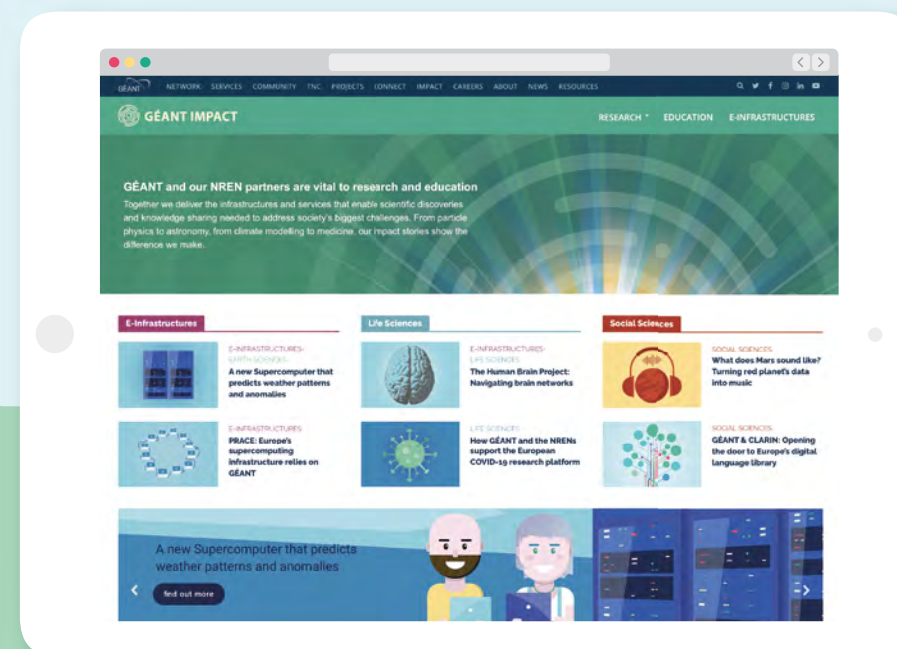 GÉANT
NETWORK SERVICES COMMUNITY TNC PROJECTS CONNECT IMPACT CAREERS ABOUT NEWS RESOURCES
GÉANT IMPACT
RESEARCH EDUCATION E-INFRASTRUCTURES
GÉANT and our NREN partners are vital to research and education
Together we deliver the infrastructures and services that enable scientific discoveries
and knowledge sharing needed to address society's biggest challenges. From particle
physics to astronomy, from climate modelling to medicine, our impact stories show the
difference we make.
E-Infrastructures
E-INFRASTRUCTURES·
EARTH SCIENCES·
A new Supercomputer that
predicts weather patterns
and anomalies
E-INFRASTRUCTURES·
PRACE: Europe's
supercomputing
infrastructure relies on
GÉANT
Life Sciences
E-INFRASTRUCTURES·
LIFE SCIENCES·
The Human Brain Project:
Navigating brain networks
LIFE SCIENCES·
How GÉANT and the NRENs
support the European
COVID-19 research platform
Social Sciences
SOCIAL SCIENCES·
What does Mars sound like?
Turning red planet's data
into music
SOCIAL SCIENCES·
GÉANT & CLARIN: Opening
the door to Europe's digital
language library
A new Supercomputer that predicts
weather patterns and anomalies
find out more